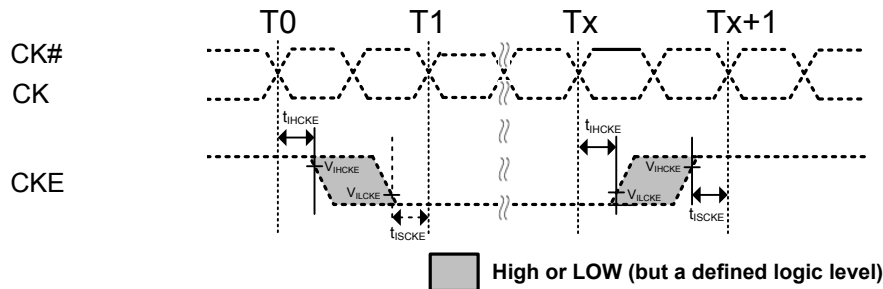 T0 T1 Tx Tx+1
CK#
CK
tIHCKE tIHCKE
CKE
VIHCKE VIHCKE
VILCKE VILCKE
tISCKE tISCKE
High or LOW (but a defined logic level)